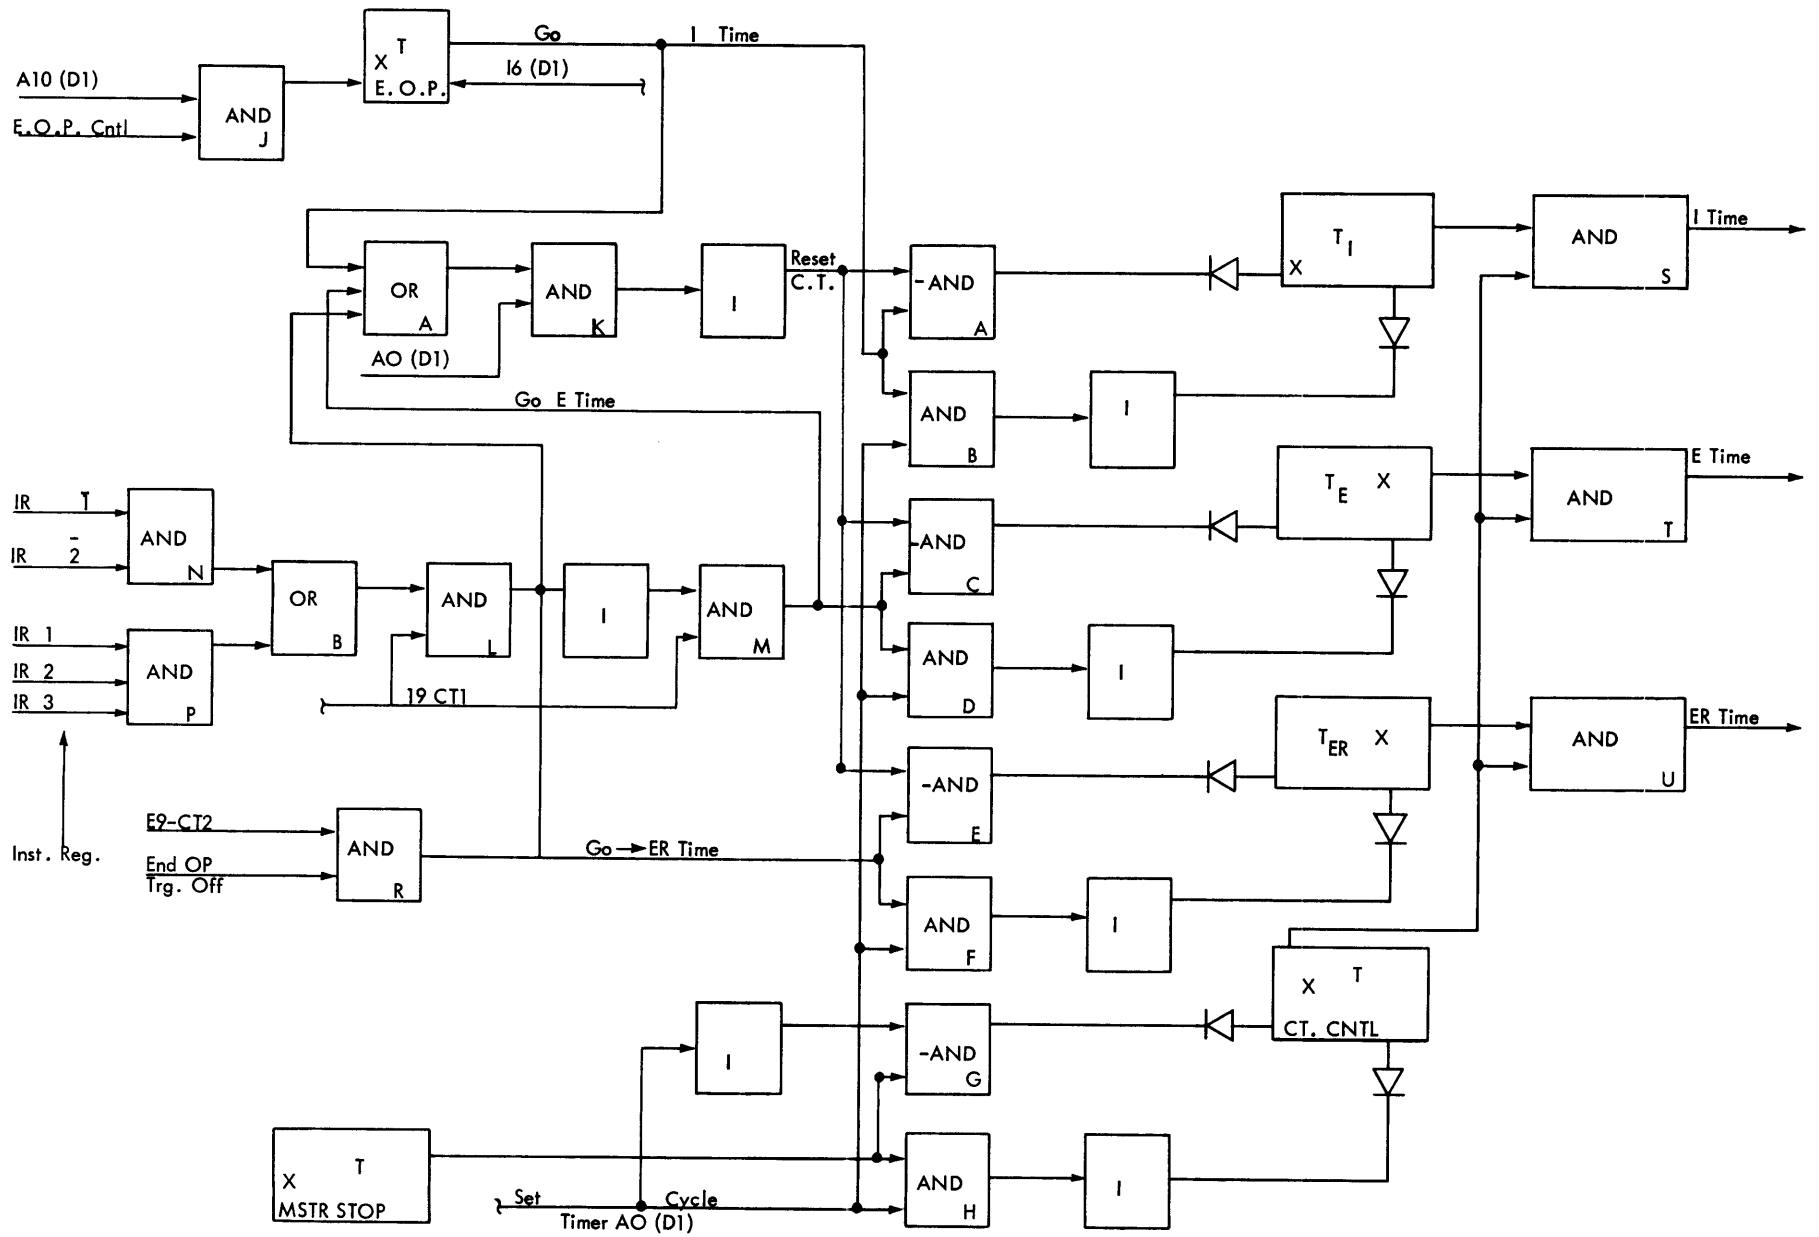 T
Go
I Time
X
I6 (D1)
E. O. P.
A10 (D1)
AND
J
E.O.P. Cntl
OR
A
AND
K
I
Reset
C.T.
AO (D1)
-AND
A
T I
X
AND
S
I Time
Go E Time
AND
B
I
IR 1
IR 2
AND
N
OR
B
AND
L
I
AND
M
-AND
C
T E X
AND
T
E Time
IR 1
IR 2
IR 3
AND
P
19 CT1
AND
D
I
Inst. Reg.
E9-CT2
End OP
Trg. Off
AND
R
Go → ER Time
-AND
E
T ER X
AND
U
ER Time
AND
F
I
I
-AND
G
X T
CT. CNTL
X T
MSTR STOP
Set Cycle
Timer AO (D1)
AND
H
I